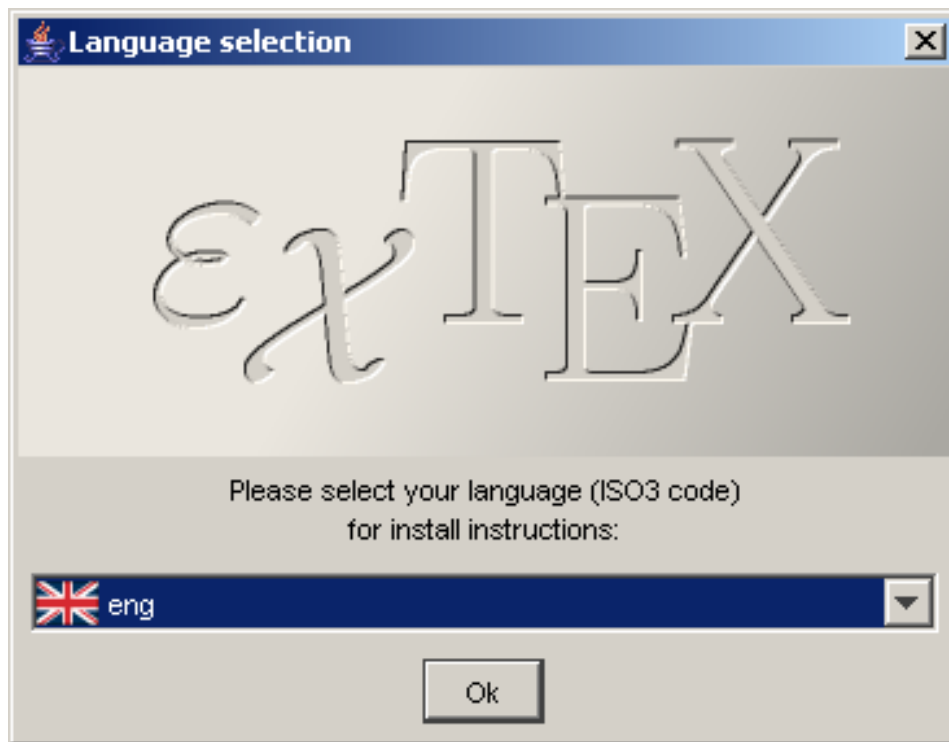 Language selection
εχTEX
Please select your language (ISO3 code)
for install instructions:
eng
Ok